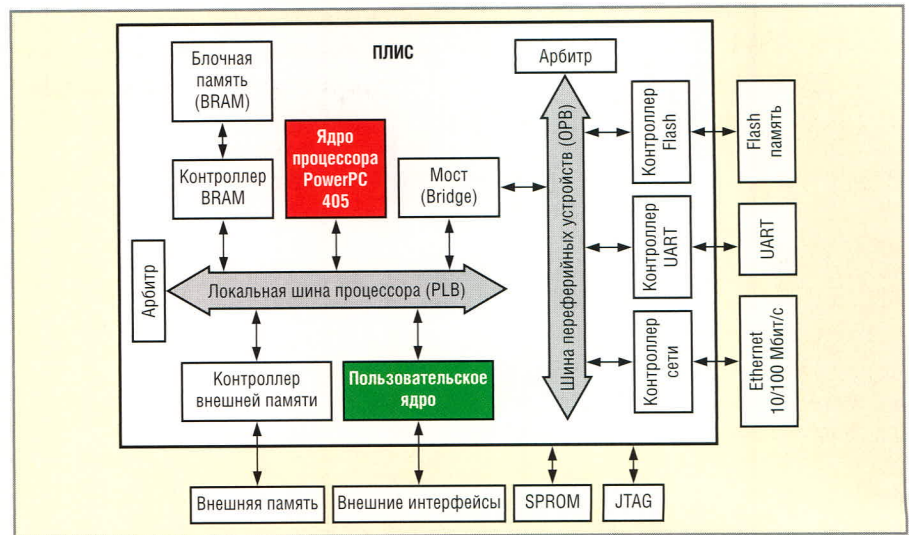 ПЛИС
Блочная
память
(BRAM)
Контроллер
BRAM
Ядро
процессора
PowerPC
405
Мост
(Bridge)
Арбитр
Шина переферийных устройств (OPB)
Контроллер
Flash
Flash
память
Контроллер
UART
UART
Контроллер
сети
Ethernet
10/100 Мбит/с
Арбитр
Локальная шина процессора (PLB)
Контроллер
внешней памяти
Пользовательское
ядро
Внешняя память
Внешние интерфейсы
SPROM
JTAG